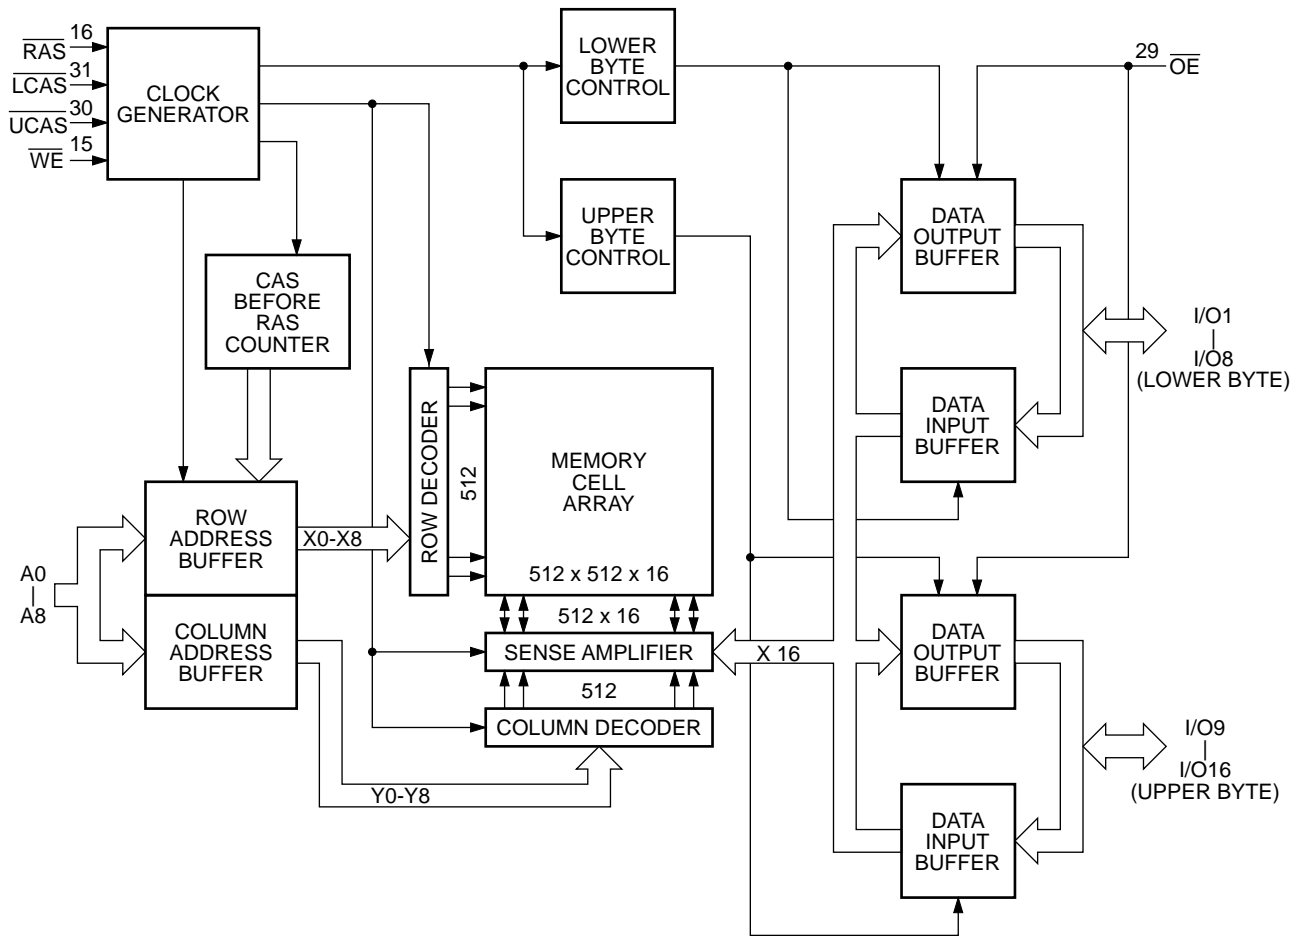 16
RAS
31
LCAS
30
UCAS
15
WE
CLOCK
GENERATOR
LOWER
BYTE
CONTROL
29
OE
UPPER
BYTE
CONTROL
DATA
OUTPUT
BUFFER
CAS
BEFORE
RAS
COUNTER
I/O1
I/O8
(LOWER BYTE)
ROW DECODER
512
MEMORY
CELL
ARRAY
512 x 512 x 16
DATA
INPUT
BUFFER
A0
A8
ROW
ADDRESS
BUFFER
X0-X8
COLUMN
ADDRESS
BUFFER
512 x 16
SENSE AMPLIFIER
X 16
512
COLUMN DECODER
Y0-Y8
DATA
OUTPUT
BUFFER
I/O9
I/O16
(UPPER BYTE)
DATA
INPUT
BUFFER